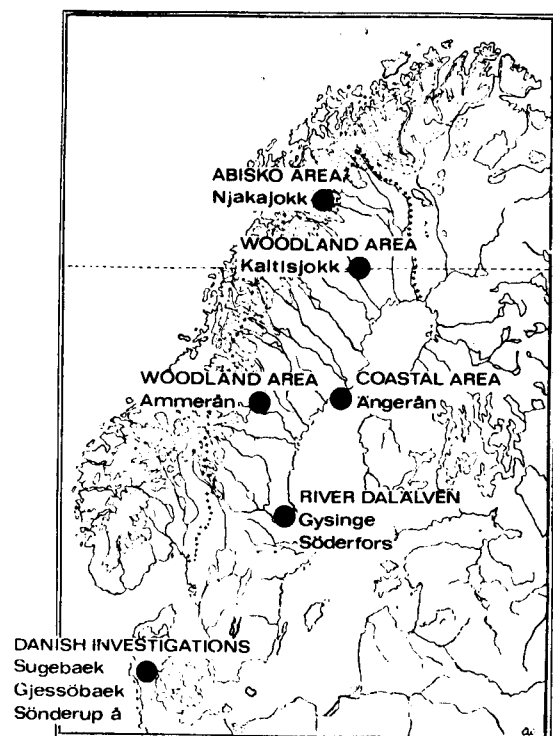 ABISKO AREA
Njakajokk
WOODLAND AREA
Kaltisjokk
WOODLAND AREA
Ammerån
COASTAL AREA
Ängerån
RIVER DALÄLVEN
Gysinge
Söderfors
DANISH INVESTIGATIONS
Sugebaek
Gjessöbaek
Sönderup å